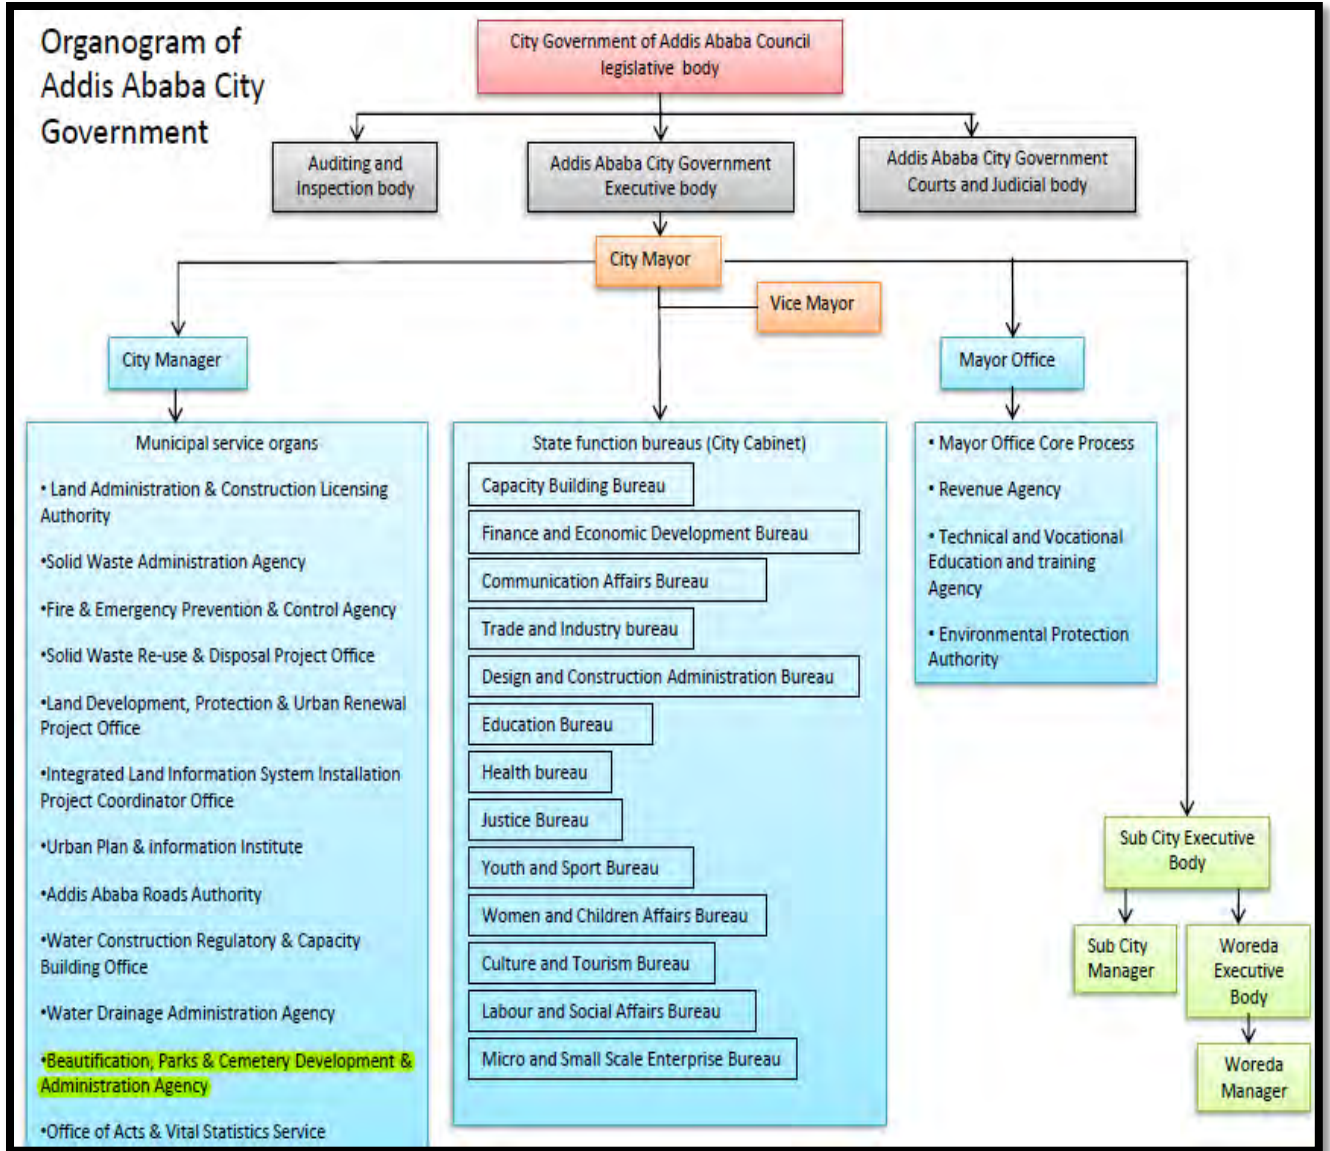 Organogram of
Addis Ababa City
Government
City Government of Addis Ababa Council
legislative body
Auditing and
Inspection body
Addis Ababa City Government
Executive body
Addis Ababa City Government
Courts and Judicial body
City Mayor
Vice Mayor
City Manager
Mayor Office
Municipal service organs
• Land Administration & Construction Licensing
Authority
•Solid Waste Administration Agency
•Fire & Emergency Prevention & Control Agency
•Solid Waste Re-use & Disposal Project Office
•Land Development, Protection & Urban Renewal
Project Office
•Integrated Land Information System Installation
Project Coordinator Office
•Urban Plan & information Institute
•Addis Ababa Roads Authority
•Water Construction Regulatory & Capacity
Building Office
•Water Drainage Administration Agency
•Beautification, Parks & Cemetery Development &
Administration Agency
•Office of Acts & Vital Statistics Service
State function bureaus (City Cabinet)
Capacity Building Bureau
Finance and Economic Development Bureau
Communication Affairs Bureau
Trade and Industry bureau
Design and Construction Administration Bureau
Education Bureau
Health bureau
Justice Bureau
Youth and Sport Bureau
Women and Children Affairs Bureau
Culture and Tourism Bureau
Labour and Social Affairs Bureau
Micro and Small Scale Enterprise Bureau
• Mayor Office Core Process
• Revenue Agency
• Technical and Vocational
Education and training
Agency
• Environmental Protection
Authority
Sub City Executive
Body
Sub City
Manager
Woreda
Executive
Body
Woreda
Manager